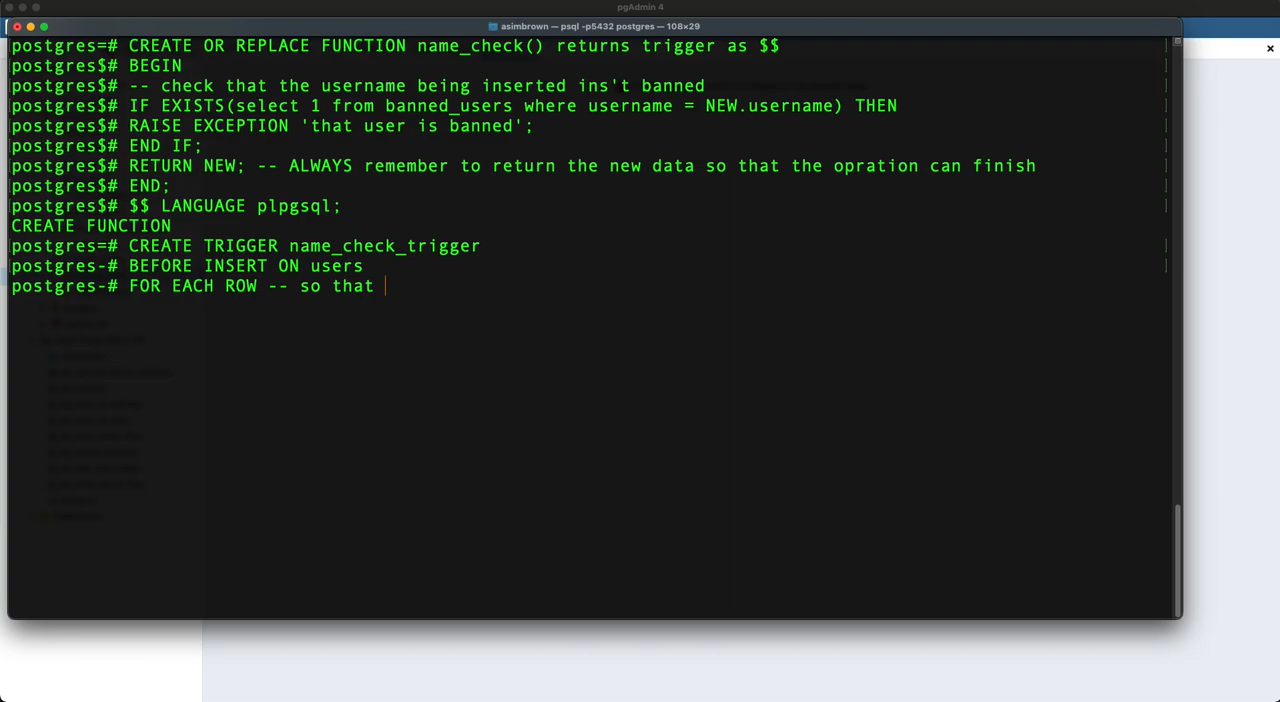 pgAdmin 4
asimbrown — psql -p5432 postgres — 108×29
postgres=# CREATE OR REPLACE FUNCTION name_check() returns trigger as $$
postgres$# BEGIN
postgres$# -- check that the username being inserted ins't banned
postgres$# IF EXISTS(select 1 from banned_users where username = NEW.username) THEN
postgres$# RAISE EXCEPTION 'that user is banned';
postgres$# END IF;
postgres$# RETURN NEW; -- ALWAYS remember to return the new data so that the opration can finish
postgres$# END;
postgres$# $$ LANGUAGE plpgsql;
CREATE FUNCTION
postgres=# CREATE TRIGGER name_check_trigger
postgres-# BEFORE INSERT ON users
postgres-# FOR EACH ROW -- so that